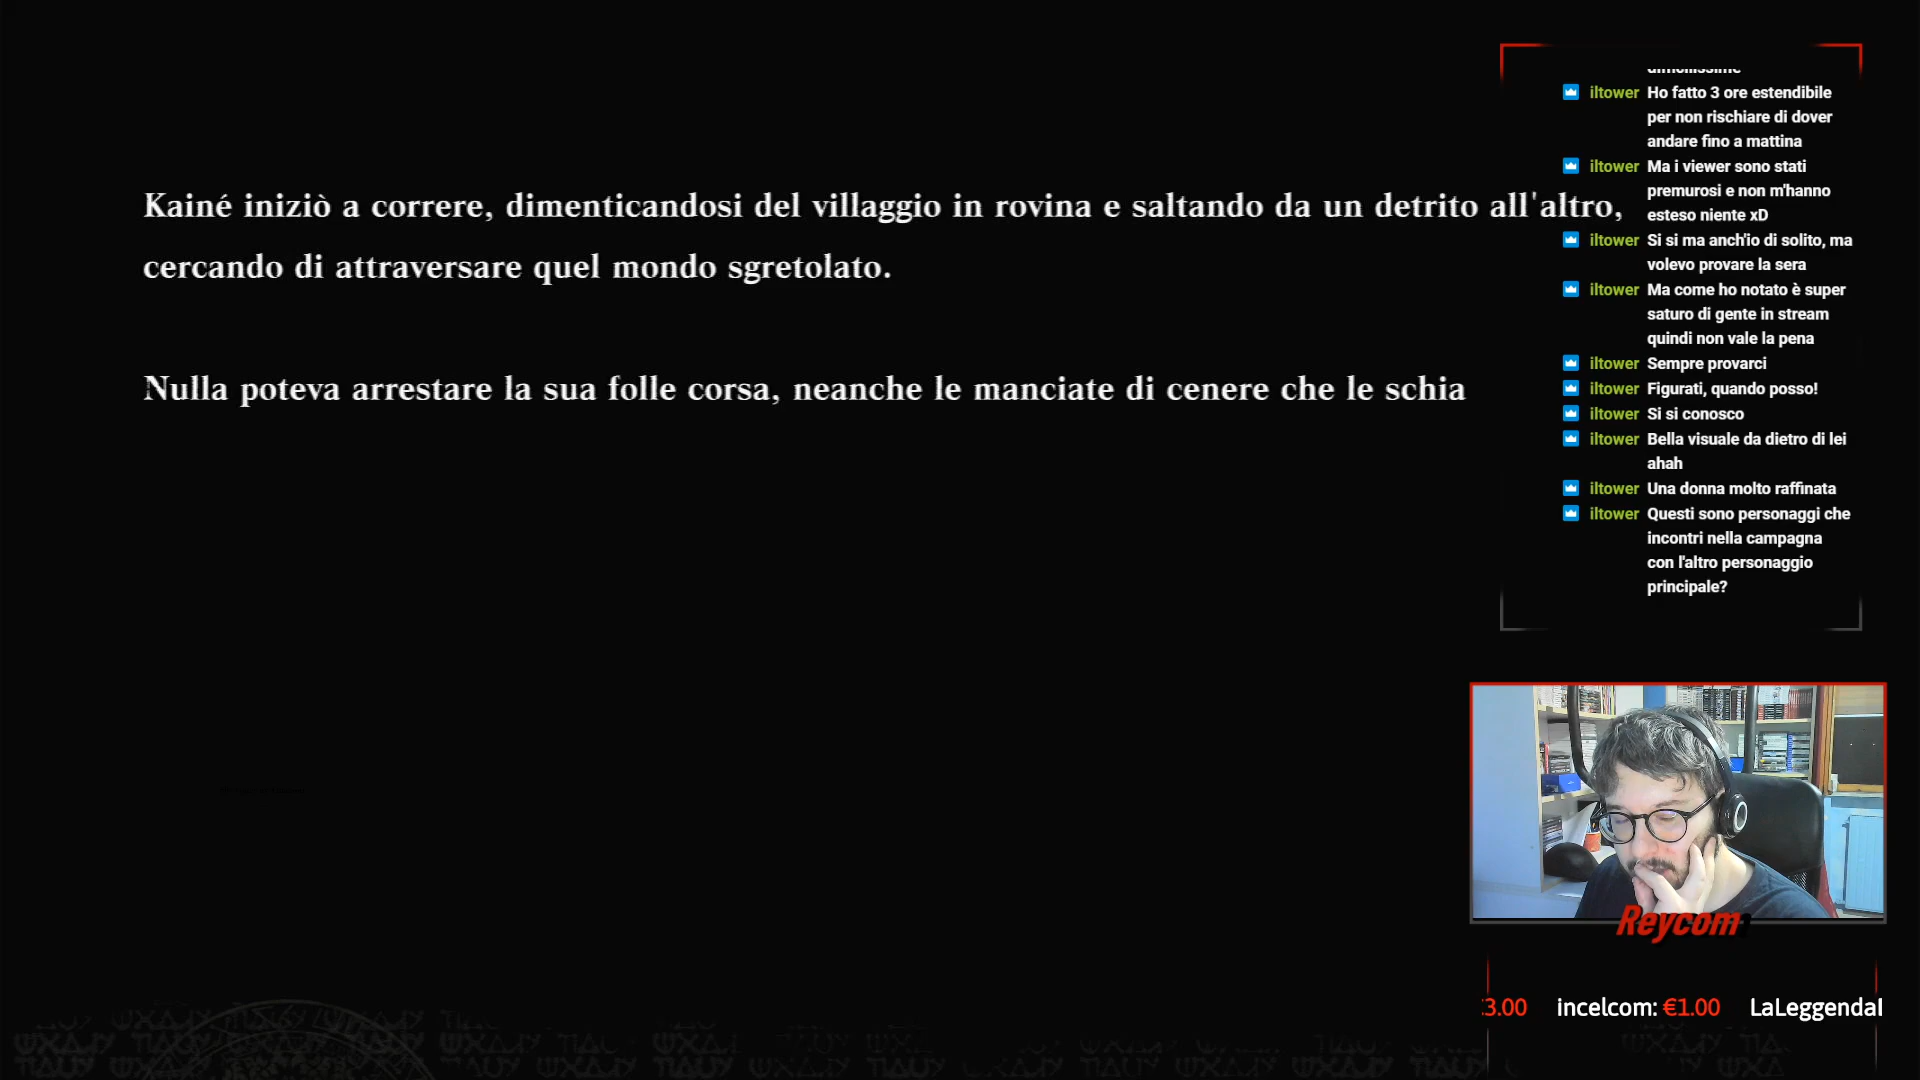 Kainé iniziò a correre, dimenticandosi del villaggio in rovina e saltando da un detrito all'altro,
cercando di attraversare quel mondo sgretolato.
Nulla poteva arrestare la sua folle corsa, neanche le manciate di cenere che le schia
iltower Ho fatto 3 ore estendibile
per non rischiare di dover
andare fino a mattina
iltower Ma i viewer sono stati
premurosi e non m'hanno
esteso niente xD
iltower Si si ma anch'io di solito, ma
volevo provare la sera
iltower Ma come ho notato è super
saturo di gente in stream
quindi non vale la pena
iltower Sempre provarci
iltower Figurati, quando posso!
iltower Si si conosco
iltower Bella visuale da dietro di lei
ahah
iltower Una donna molto raffinata
iltower Questi sono personaggi che
incontri nella campagna
con l'altro personaggio
principale?
Reycom
3.00 incelcom: €1.00 LaLeggendaI